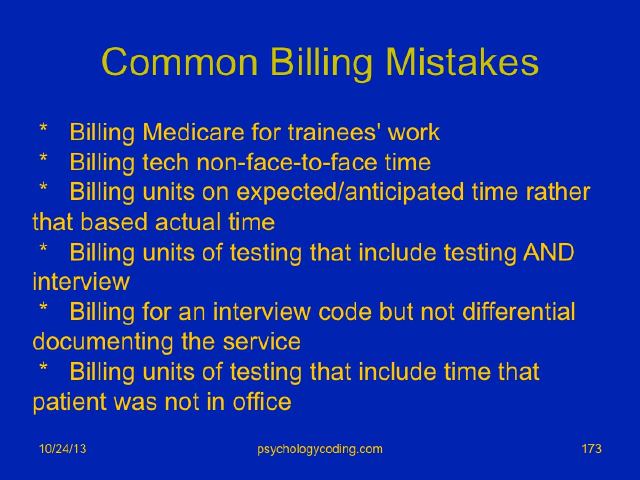 Common Billing Mistakes
* Billing Medicare for trainees' work
* Billing tech non-face-to-face time
* Billing units on expected/anticipated time rather
that based actual time
* Billing units of testing that include testing AND
interview
* Billing for an interview code but not differential
documenting the service
* Billing units of testing that include time that
patient was not in office
10/24/13 psychologycoding.com 173